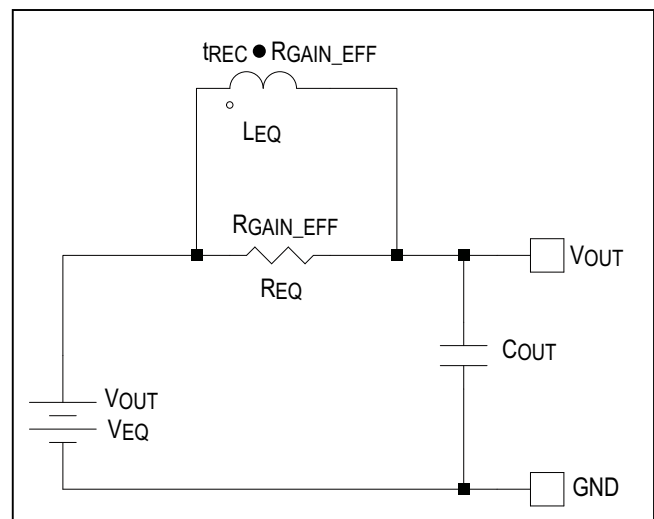 tREC • RGAIN_EFF
LEQ
RGAIN_EFF
REQ
VOUT
COUT
VOUT
VEQ
GND